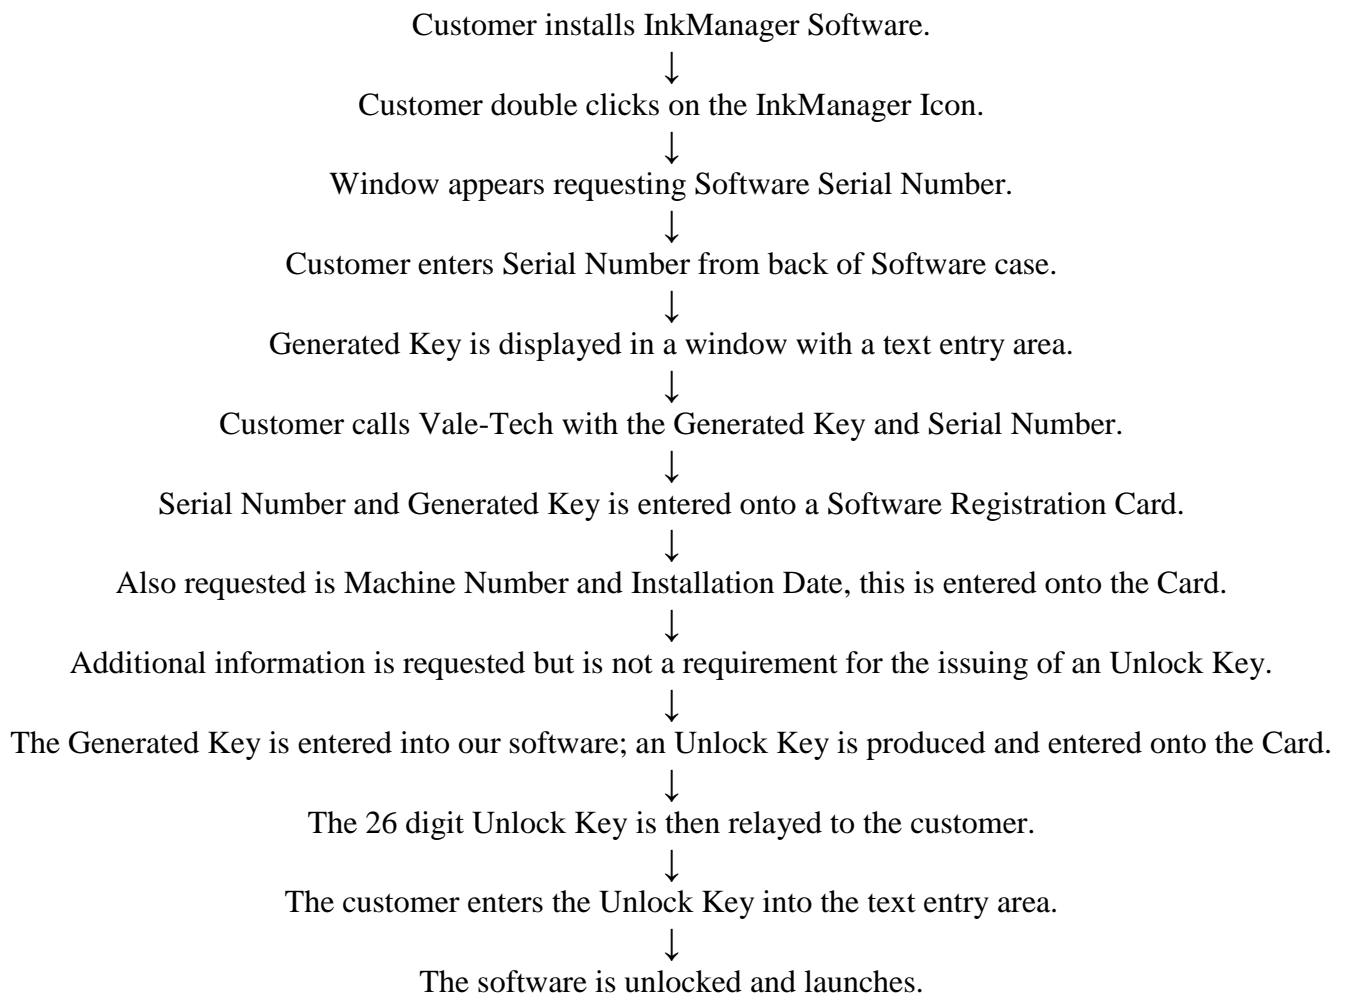 Customer installs InkManager Software.
↓
Customer double clicks on the InkManager Icon.
↓
Window appears requesting Software Serial Number.
↓
Customer enters Serial Number from back of Software case.
↓
Generated Key is displayed in a window with a text entry area.
↓
Customer calls Vale-Tech with the Generated Key and Serial Number.
↓
Serial Number and Generated Key is entered onto a Software Registration Card.
↓
Also requested is Machine Number and Installation Date, this is entered onto the Card.
↓
Additional information is requested but is not a requirement for the issuing of an Unlock Key.
↓
The Generated Key is entered into our software; an Unlock Key is produced and entered onto the Card.
↓
The 26 digit Unlock Key is then relayed to the customer.
↓
The customer enters the Unlock Key into the text entry area.
↓
The software is unlocked and launches.